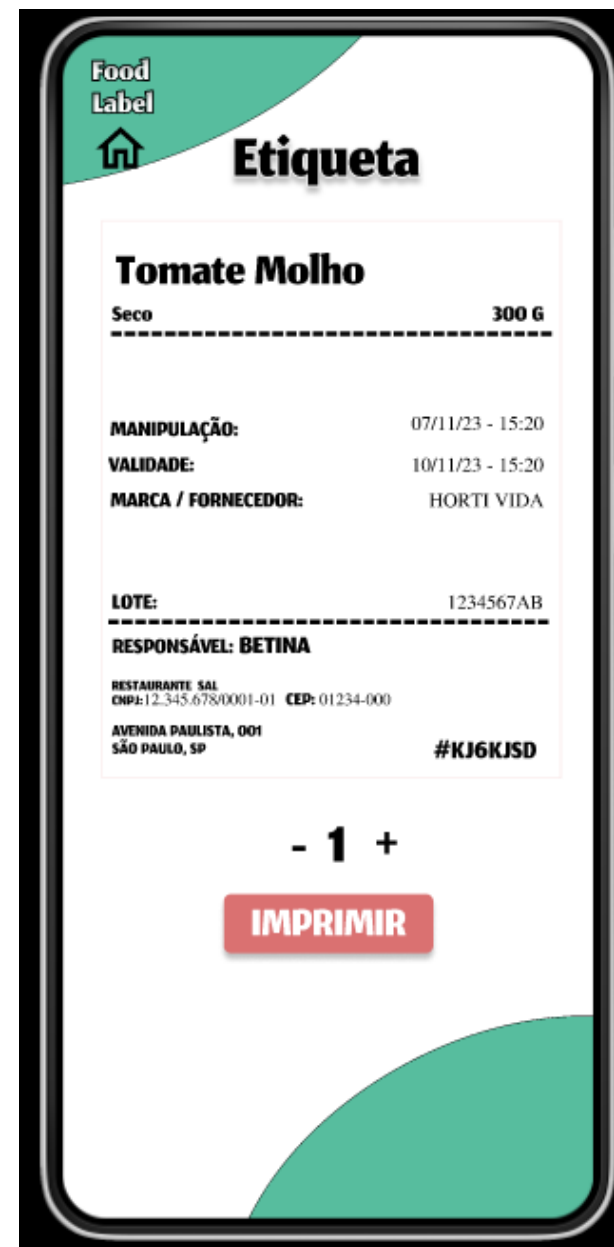 Food
Label
Etiqueta
Tomate Molho
Seco 300 G
MANIPULAÇÃO: 07/11/23 - 15:20
VALIDADE: 10/11/23 - 15:20
MARCA / FORNECEDOR: HORTI VIDA
LOTE: 1234567AB
RESPONSÁVEL: BETINA
RESTAURANTE SAL
CNPJ: 12.345.678/0001-01 CEP: 01234-000
AVENIDA PAULISTA, 001
SÃO PAULO, SP #KJ6KJSD
- 1 +
IMPRIMIR